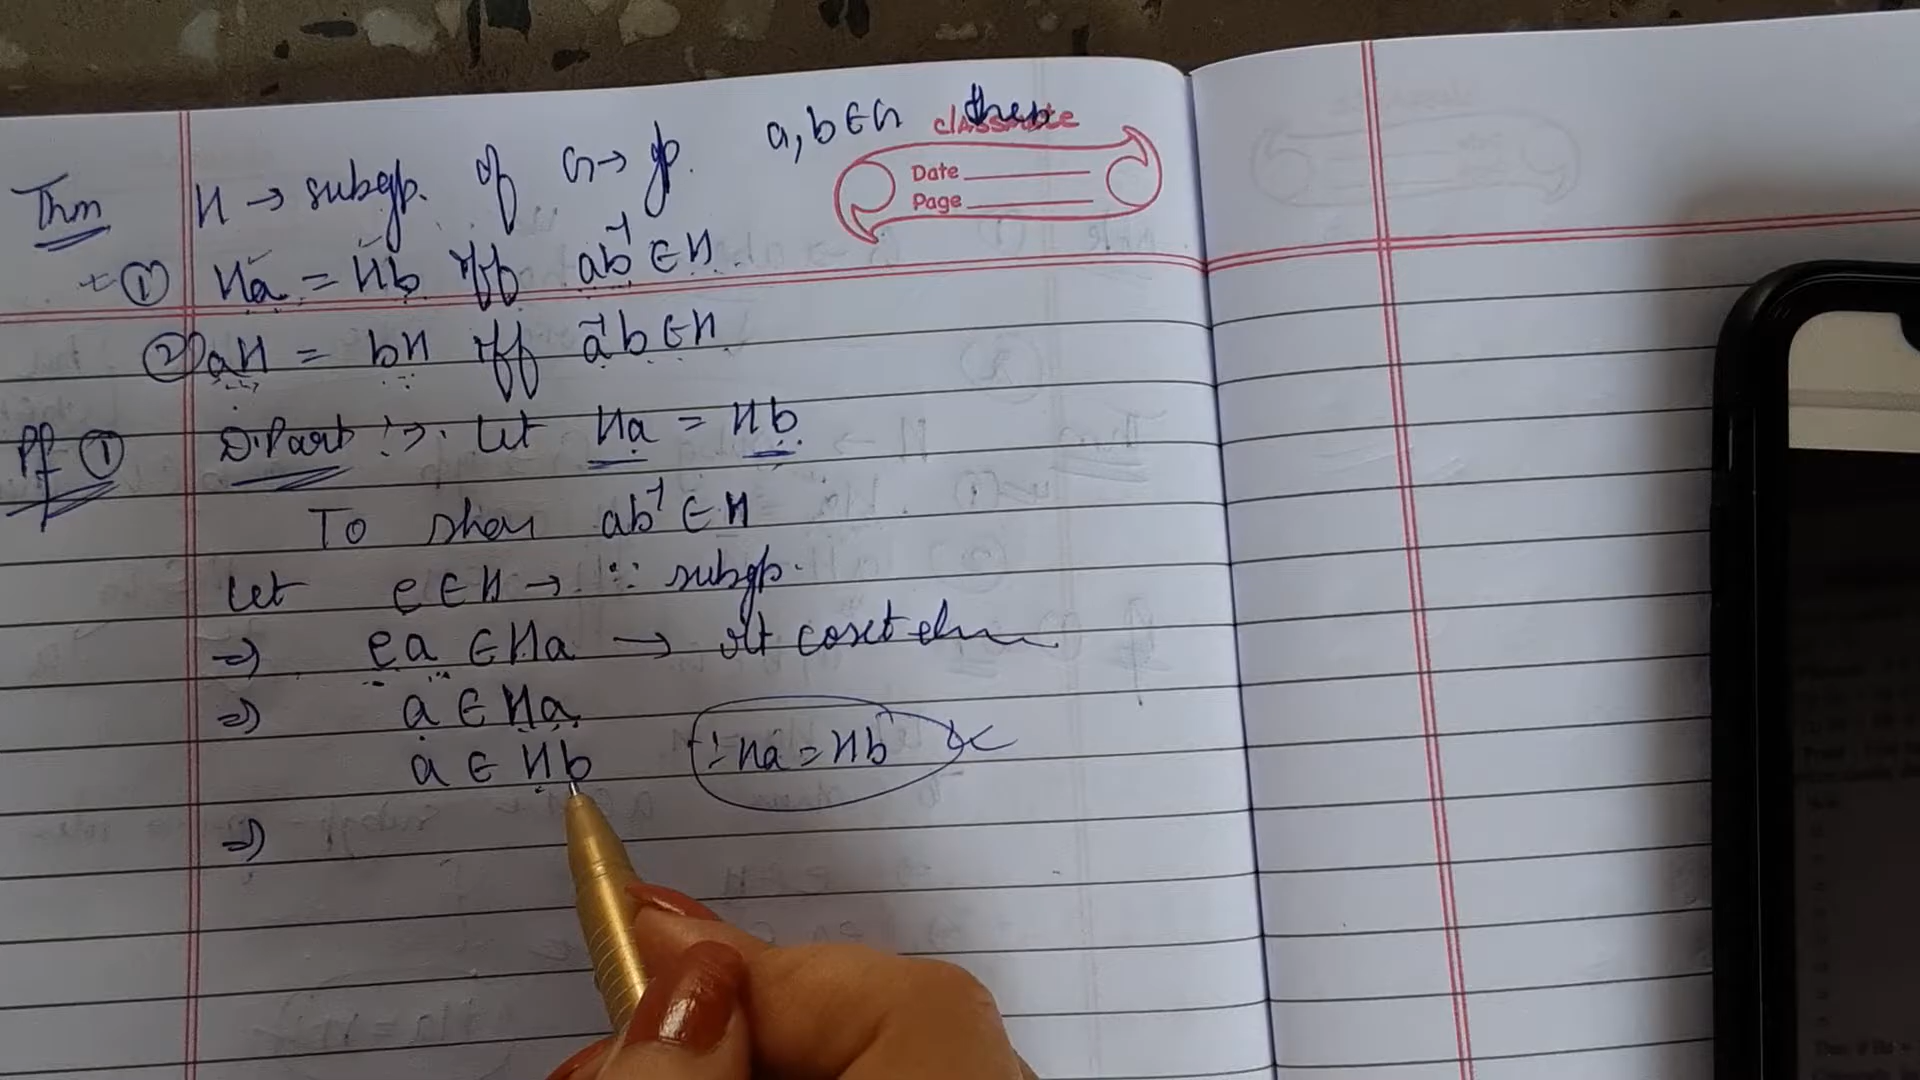 a,b∈G then
classmate
Date
Page
Thm H → subgp. of G → gp.
① Ha = Hb iff ab⁻¹ ∈ H.
② aH = bH iff a⁻¹b ∈ H
Pf ① D.Part :→. Let Ha = Hb
To show ab⁻¹ ∈ H
Let e ∈ H → ∵ subgp.
⇒) ea ∈ Ha → rt coset elm
⇒) a ∈ Ha
∵ Ha = Hb
a ∈ Hb
⇒)